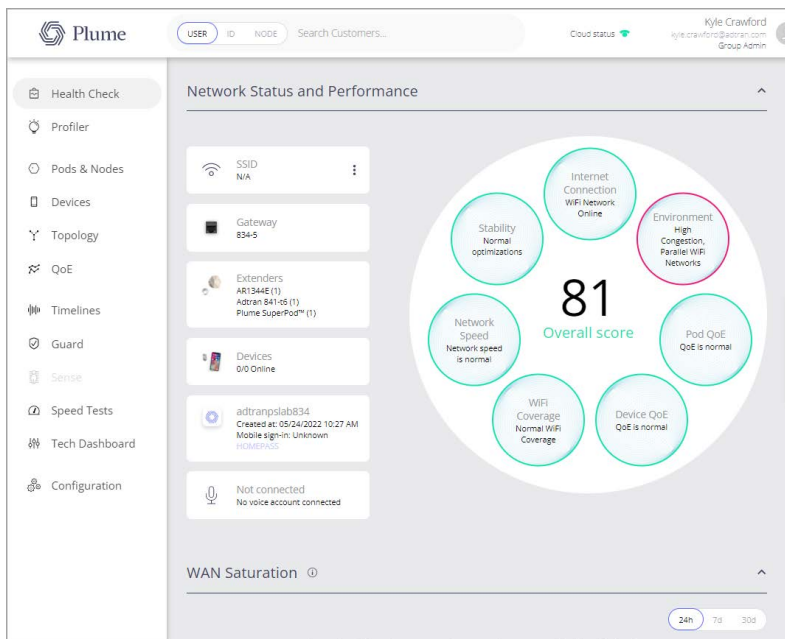 Plume
USER
ID
NODE
Search Customers...
Cloud status
Kyle Crawford
kyle.crawford@adtran.com
Group Admin
Health Check
Profiler
Pods & Nodes
Devices
Topology
QoE
Timelines
Guard
Sense
Speed Tests
Tech Dashboard
Configuration
Network Status and Performance
SSID
N/A
Gateway
834-5
Extenders
AR1344E (1)
Adtran 841-t6 (1)
Plume SuperPod™ (1)
Devices
0/0 Online
adtranpslab834
Created at: 05/24/2022 10:27 AM
Mobile sign-in: Unknown
HOMEPASS
Not connected
No voice account connected
Internet
Connection
WiFi Network
Online
Environment
High
Congestion,
Parallel WiFi
Networks
Stability
Normal
optimizations
81
Overall score
Network
Speed
Network speed
is normal
Pod QoE
QoE is normal
WiFi
Coverage
Normal WiFi
Coverage
Device QoE
QoE is normal
WAN Saturation
24h
7d
30d